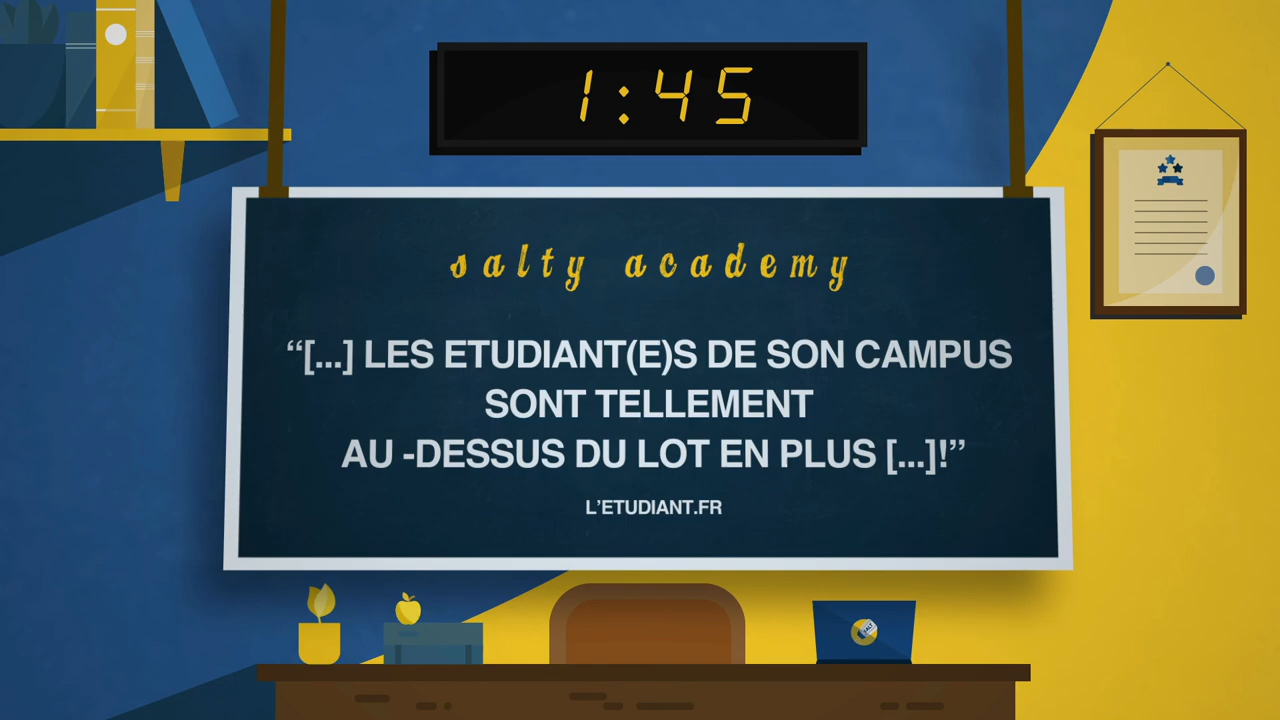 1:45
salty academy
“[...] LES ETUDIANT(E)S DE SON CAMPUS
SONT TELLEMENT
AU -DESSUS DU LOT EN PLUS [...]!”
L’ETUDIANT.FR
SALT